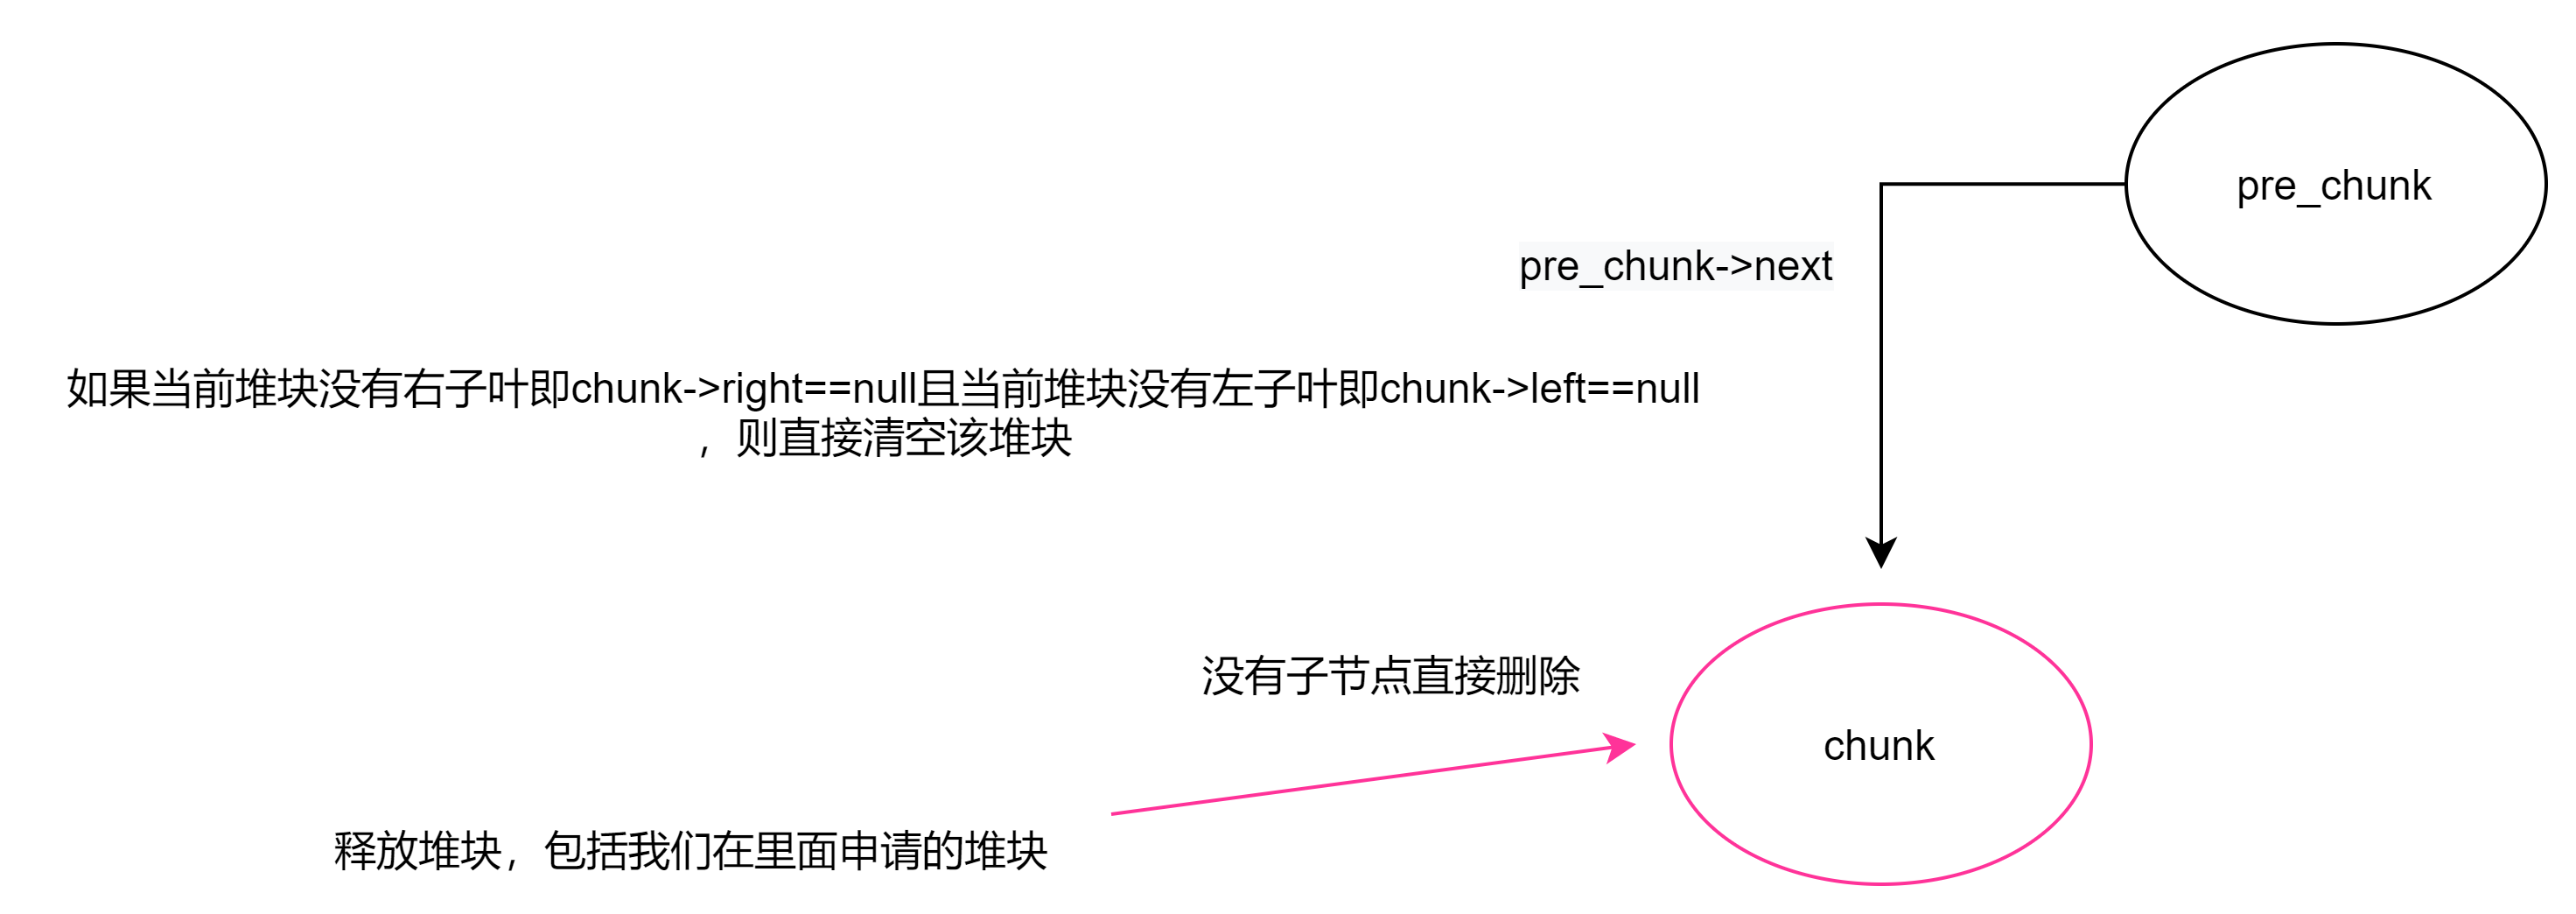 pre_chunk
pre_chunk->next
如果当前堆块没有右子叶即chunk->right==null且当前堆块没有左子叶即chunk->left==null
，则直接清空该堆块
没有子节点直接删除
chunk
释放堆块，包括我们在里面申请的堆块